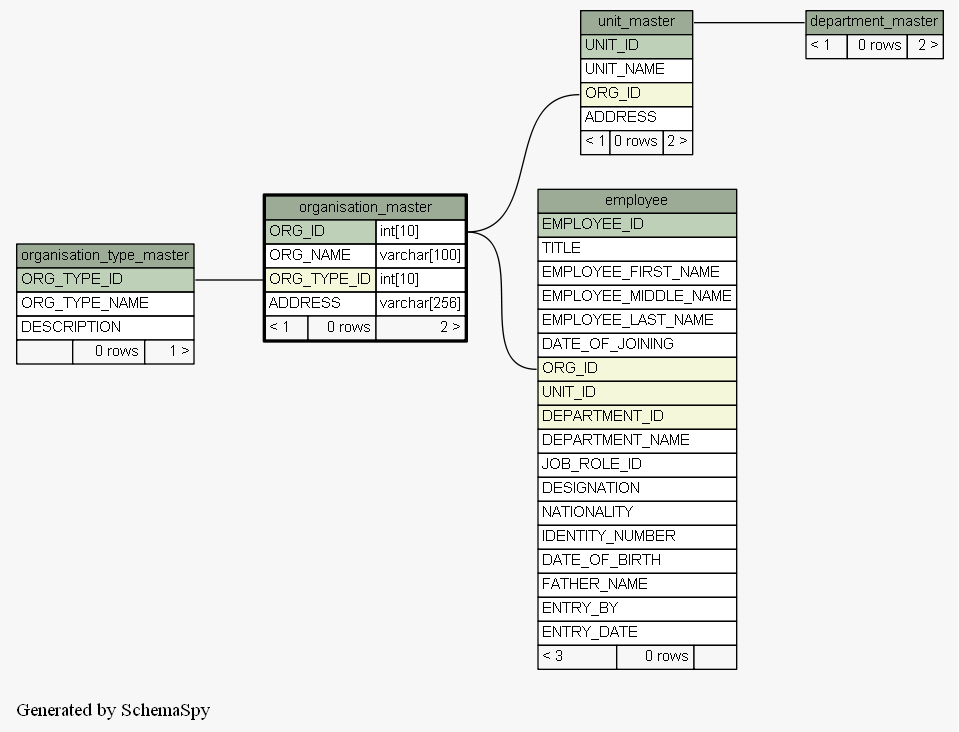 unit_master
UNIT_ID
UNIT_NAME
ORG_ID
ADDRESS
< 1 0 rows 2 >
department_master
< 1 0 rows 2 >
organisation_master
ORG_ID int[10]
ORG_NAME varchar[100]
ORG_TYPE_ID int[10]
ADDRESS varchar[256]
< 1 0 rows 2 >
organisation_type_master
ORG_TYPE_ID
ORG_TYPE_NAME
DESCRIPTION
0 rows 1 >
employee
EMPLOYEE_ID
TITLE
EMPLOYEE_FIRST_NAME
EMPLOYEE_MIDDLE_NAME
EMPLOYEE_LAST_NAME
DATE_OF_JOINING
ORG_ID
UNIT_ID
DEPARTMENT_ID
DEPARTMENT_NAME
JOB_ROLE_ID
DESIGNATION
NATIONALITY
IDENTITY_NUMBER
DATE_OF_BIRTH
FATHER_NAME
ENTRY_BY
ENTRY_DATE
< 3 0 rows
Generated by SchemaSpy